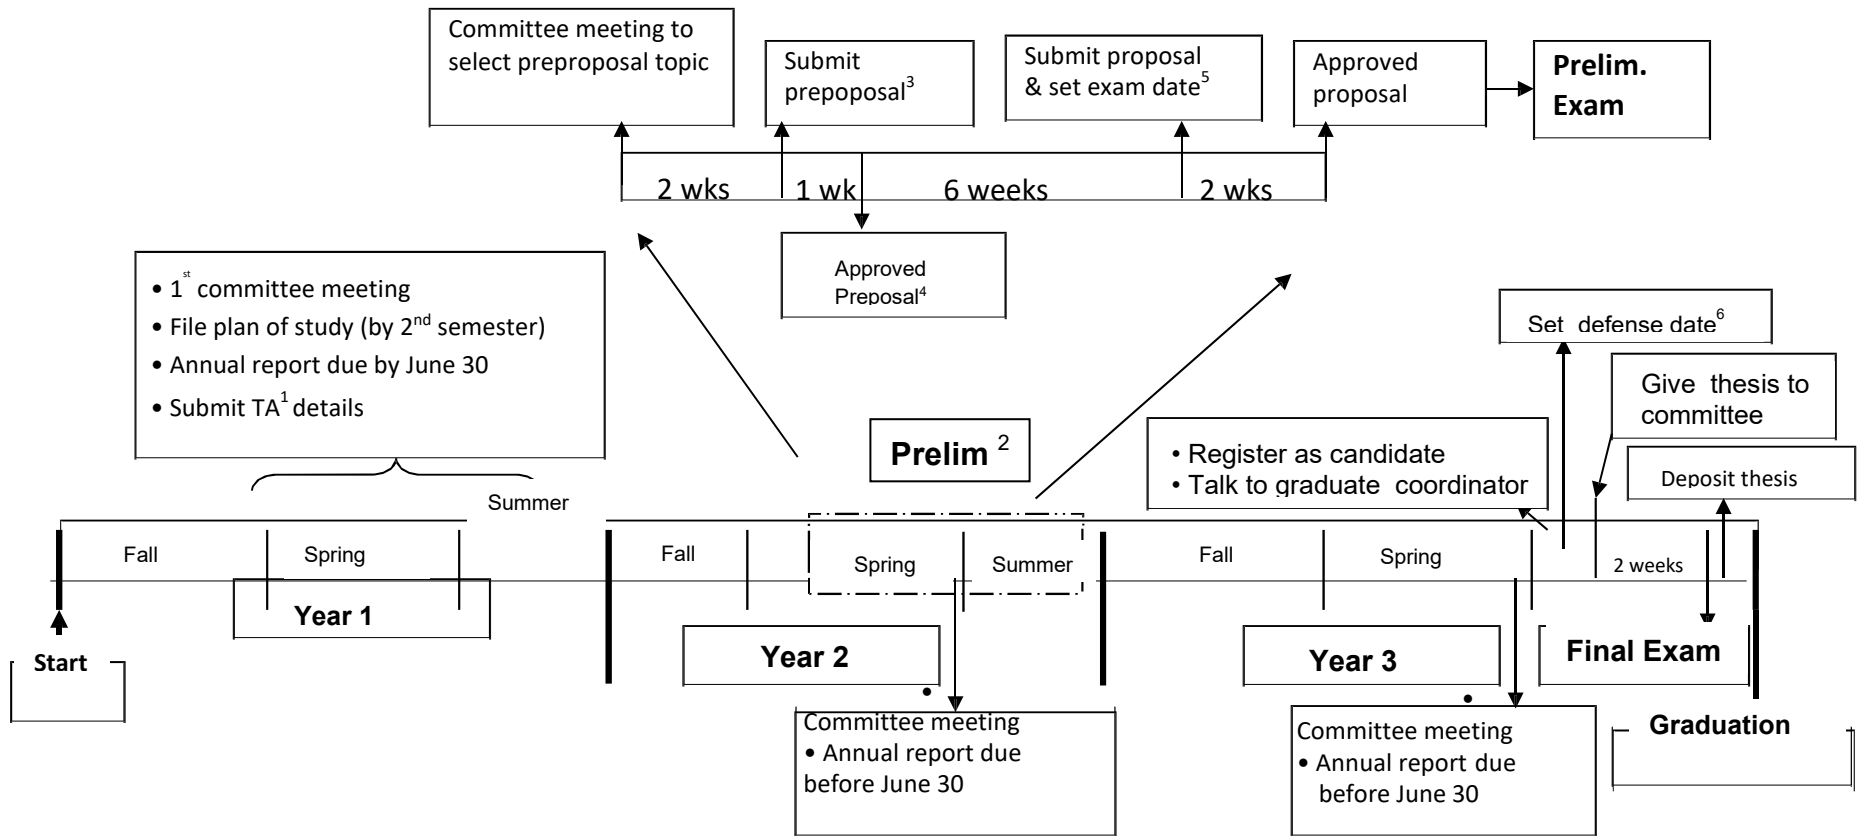 Committee meeting to
select preproposal topic
Submit
prepoposal³
Submit proposal
& set exam date⁵
Approved
proposal
Prelim.
Exam
2 wks
1 wk
6 weeks
2 wks
Approved
Preposal⁴
• 1st committee meeting
• File plan of study (by 2nd semester)
• Annual report due by June 30
• Submit TA¹ details
Prelim ²
Set defense date⁶
Give thesis to
committee
• Register as candidate
• Talk to graduate coordinator
Deposit thesis
Summer
Fall
Spring
Fall
Spring
Summer
Fall
Spring
2 weeks
Year 1
Start
Year 2
Year 3
Final Exam
•
Committee meeting
• Annual report due
before June 30
•
Committee meeting
• Annual report due
before June 30
Graduation